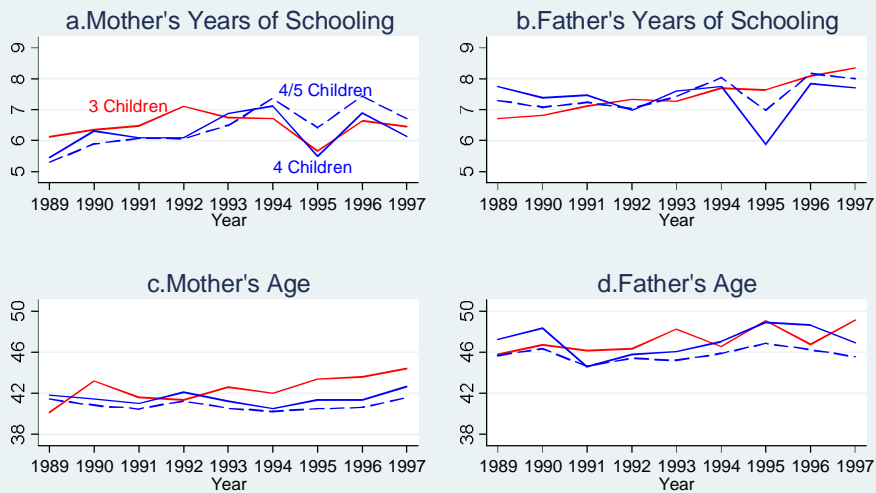 a.Mother's Years of Schooling
9
8
7
6
5
3 Children
4/5 Children
4 Children
1989 1990 1991 1992 1993 1994 1995 1996 1997
Year
b.Father's Years of Schooling
9
8
7
6
5
1989 1990 1991 1992 1993 1994 1995 1996 1997
Year
c.Mother's Age
50
46
42
38
1989 1990 1991 1992 1993 1994 1995 1996 1997
Year
d.Father's Age
50
46
42
38
1989 1990 1991 1992 1993 1994 1995 1996 1997
Year